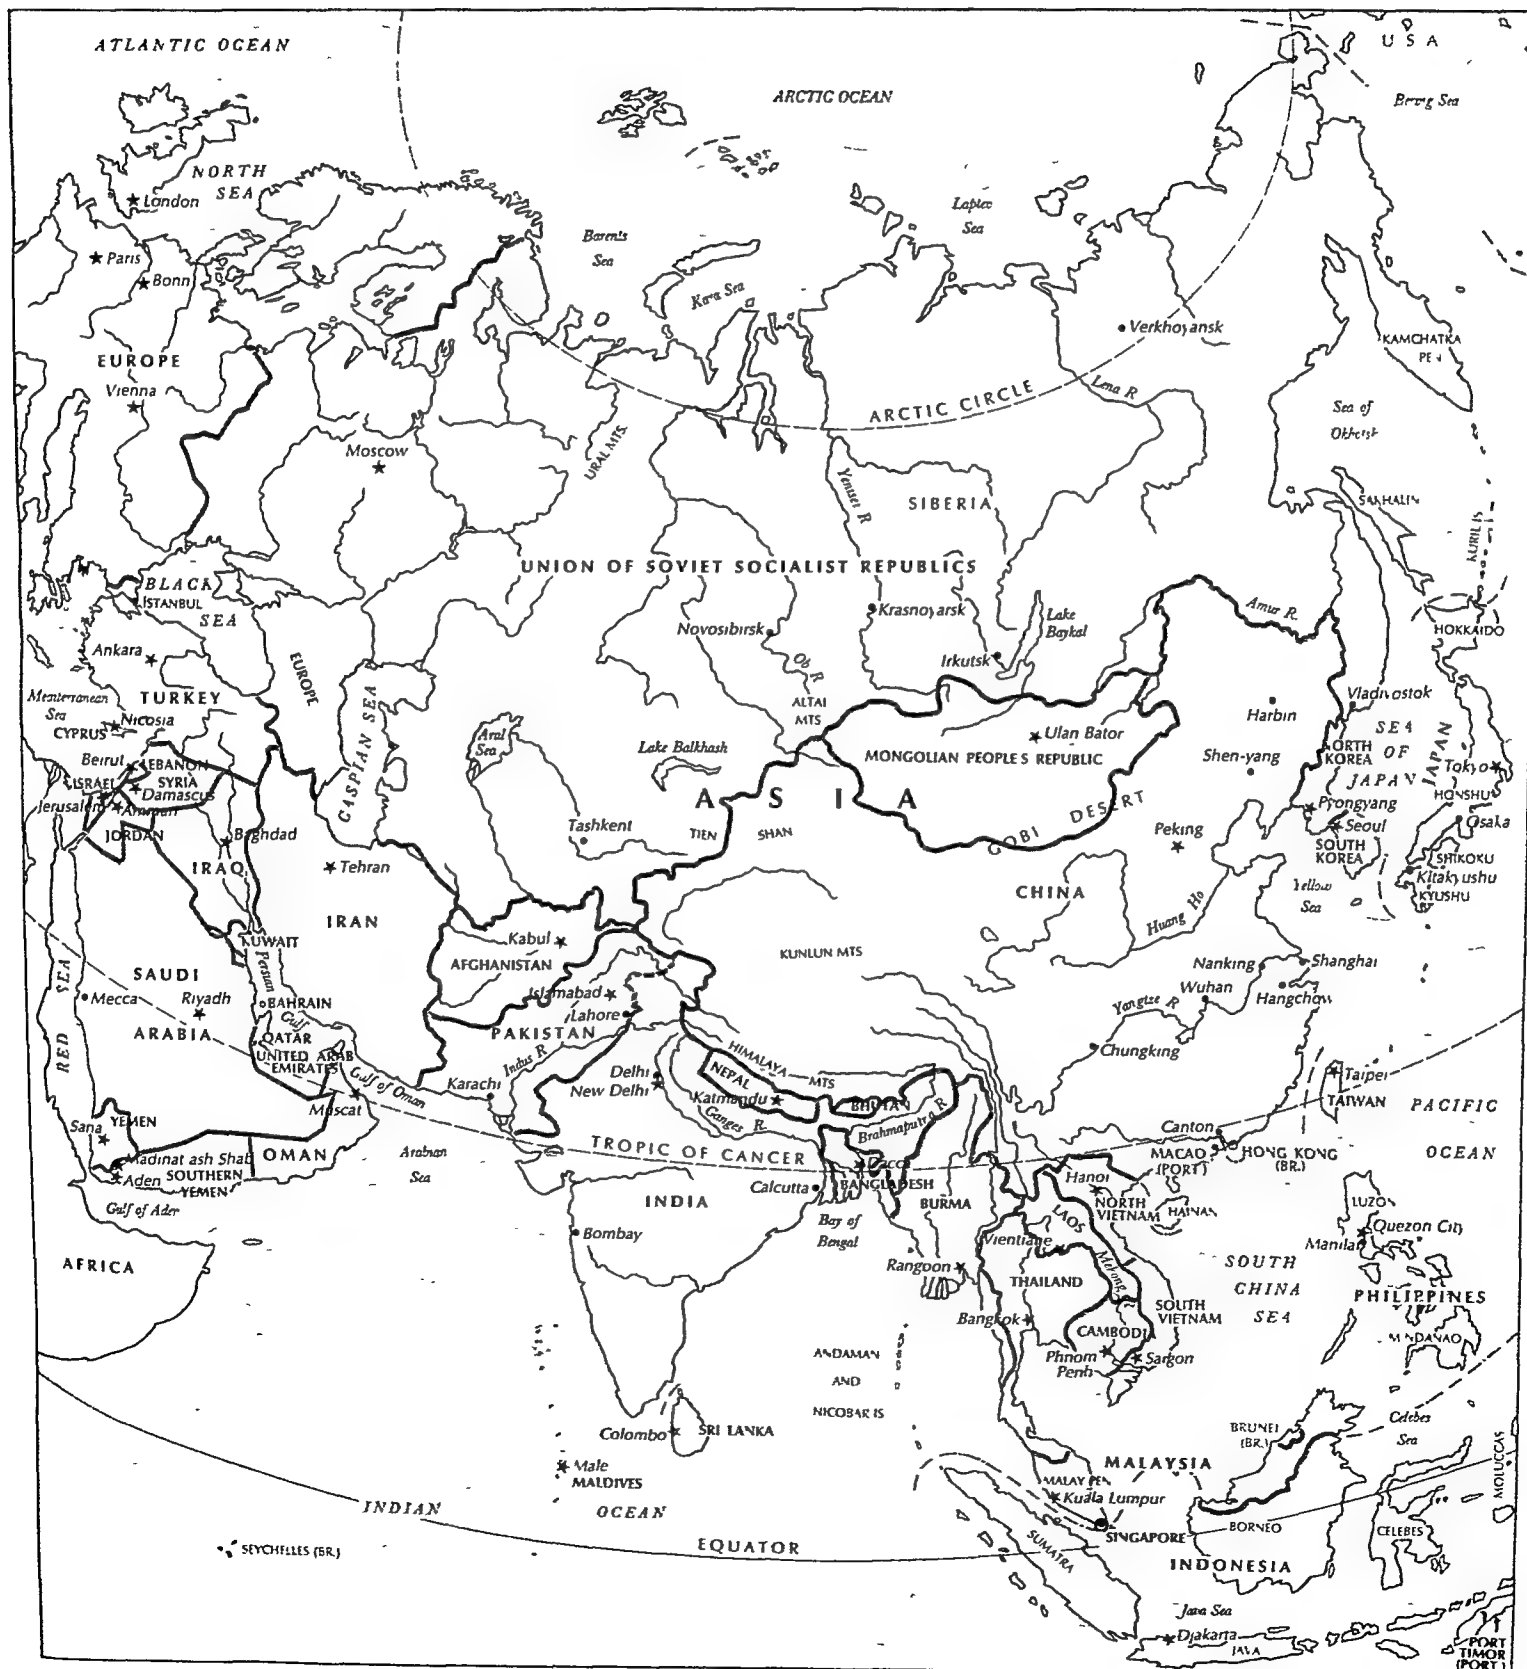 ATLANTIC OCEAN
ARCTIC OCEAN
U S A
Bering Sea
NORTH
SEA
London
Paris
Bonn
Barents
Sea
Kara Sea
Laptev
Sea
Verkhoyansk
KAMCHATKA
EUROPE
Vienna
ARCTIC CIRCLE
Lena R
Sea of
Okhotsk
Moscow
URAL MTS.
Yenisei R
SIBERIA
SAKHALIN
KURIL IS
UNION OF SOVIET SOCIALIST REPUBLICS
BLACK
SEA
ISTANBUL
Ankara
TURKEY
EUROPE
CASPIAN SEA
Novosibirsk
Krasnoyarsk
Irkutsk
Lake
Baykal
Amur R.
HOKKAIDO
Ob R
ALTAI
MTS
Mediterranean
Sea
Nicosia
CYPRUS
Aral
Sea
Lake Balkhash
Ulan Bator
MONGOLIAN PEOPLE'S REPUBLIC
Harbin
Shen-yang
Vladivostok
SEA
OF
JAPAN
JAPAN
NORTH
KOREA
Tokyo
HONSHU
Beirut
LEBANON
SYRIA
ISRAEL
Damascus
Jerusalem
Amman
JORDAN
Baghdad
IRAQ
Tehran
IRAN
A S I A
Tashkent
TIEN SHAN
GOBI DESERT
Peking
Pyongyang
Seoul
SOUTH
KOREA
Osaka
SHIKOKU
Kitakyushu
KYUSHU
CHINA
Yellow
Sea
Huang Ho
KUWAIT
Persian
Gulf
Kabul
AFGHANISTAN
KUNLUN MTS
Nanking
Shanghai
Wuhan
Hangchow
Yangtze R
Chungking
SAUDI
ARABIA
RED SEA
Mecca
Riyadh
BAHRAIN
QATAR
UNITED ARAB
EMIRATES
Islamabad
Lahore
PAKISTAN
Indus R
Gulf of Oman
Karachi
Delhi
New Delhi
HIMALAYA MTS
NEPAL
Katmandu
BHUTAN
Ganges R.
Brahmaputra R
Muscat
YEMEN
Sana
OMAN
Madinat ash Shab
Aden
SOUTHERN
YEMEN
Gulf of Aden
Arabian
Sea
TROPIC OF CANCER
Dacca
BANGLADESH
Calcutta
INDIA
BURMA
Taipei
TAIWAN
PACIFIC
OCEAN
Canton
MACAO
(PORT)
HONG KONG
(BR.)
Hanoi
NORTH
VIETNAM
HAINAN
LAOS
Vientiane
Mekong R
AFRICA
Bombay
Bay of
Bengal
Rangoon
THAILAND
Bangkok
SOUTH
VIETNAM
CAMBODIA
Phnom
Penh
Saigon
SOUTH
CHINA
SEA
LUZON
Quezon City
Manila
PHILIPPINES
MINDANAO
ANDAMAN
AND
NICOBAR IS
Colombo
SRI LANKA
Male
MALDIVES
INDIAN OCEAN
EQUATOR
SEYCHELLES (BR.)
BRUNEI
(BR.)
Celebes
Sea
MALAYSIA
MALAY PEN
Kuala Lumpur
SINGAPORE
SUMATRA
BORNEO
CELEBES
MOLUCCAS
INDONESIA
Java Sea
Djakarta
JAVA
PORT
TIMOR
(PORT)